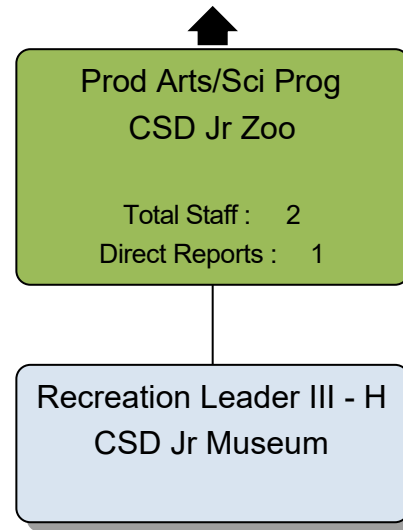 Prod Arts/Sci Prog
CSD Jr Zoo
Total Staff : 2
Direct Reports : 1
Recreation Leader III - H
CSD Jr Museum